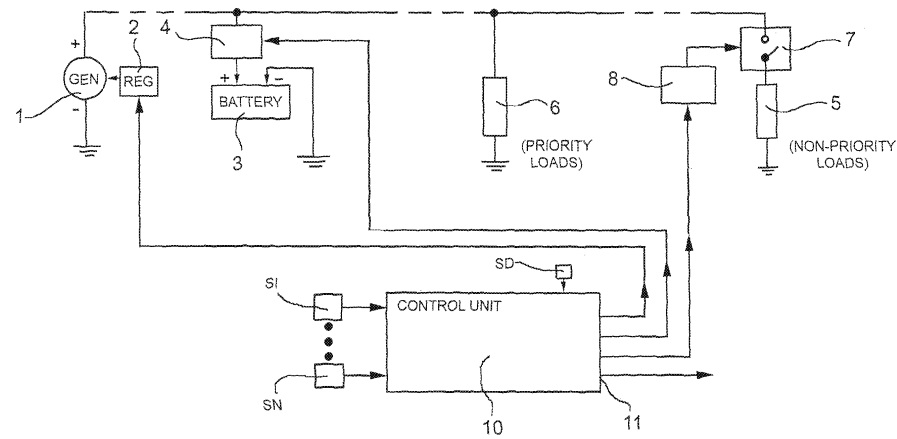 2
4
7
+
GEN
REG
8
+ -
BATTERY
-
1
3
6
5
(PRIORITY
LOADS)
(NON-PRIORITY
LOADS)
SD
SI
CONTROL UNIT
SN
10
11